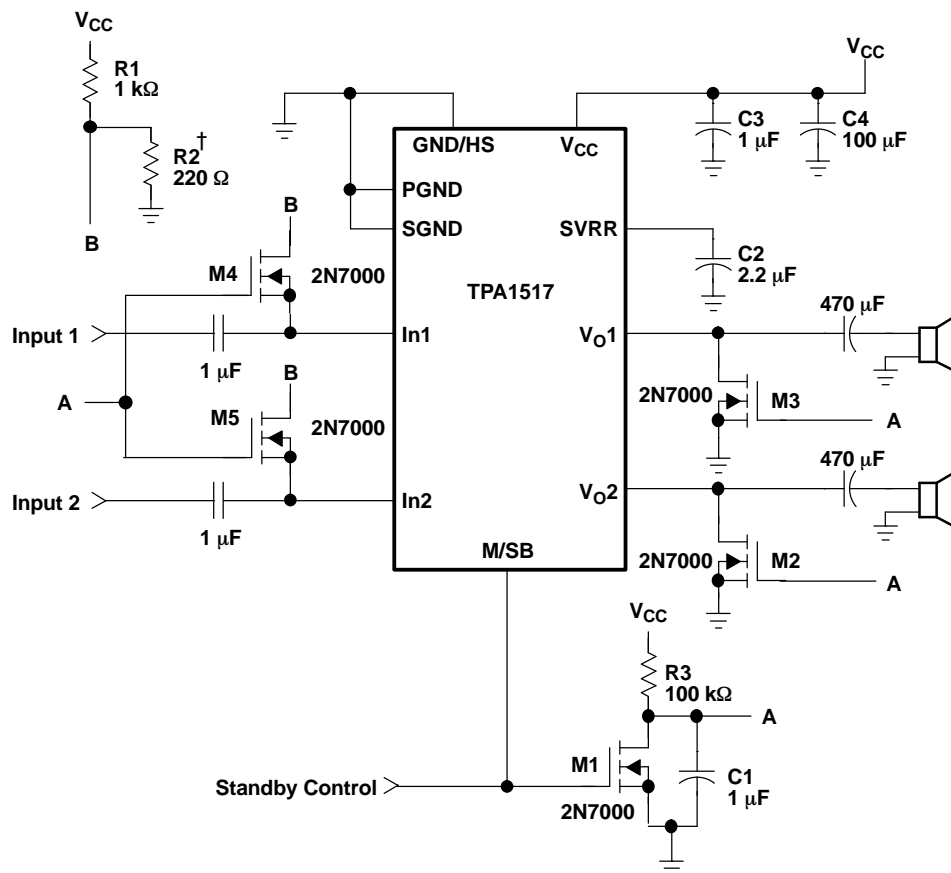 VCC
R1
1 kΩ
R2†
220 Ω
B
VCC
C3
1 μF
C4
100 μF
GND/HS
VCC
PGND
SGND
SVRR
C2
2.2 μF
TPA1517
B
M4
2N7000
Input 1
1 μF
In1
VO1
470 μF
2N7000
M3
A
A
B
M5
2N7000
Input 2
1 μF
In2
VO2
470 μF
2N7000
M2
A
M/SB
VCC
R3
100 kΩ
A
M1
2N7000
C1
1 μF
Standby Control